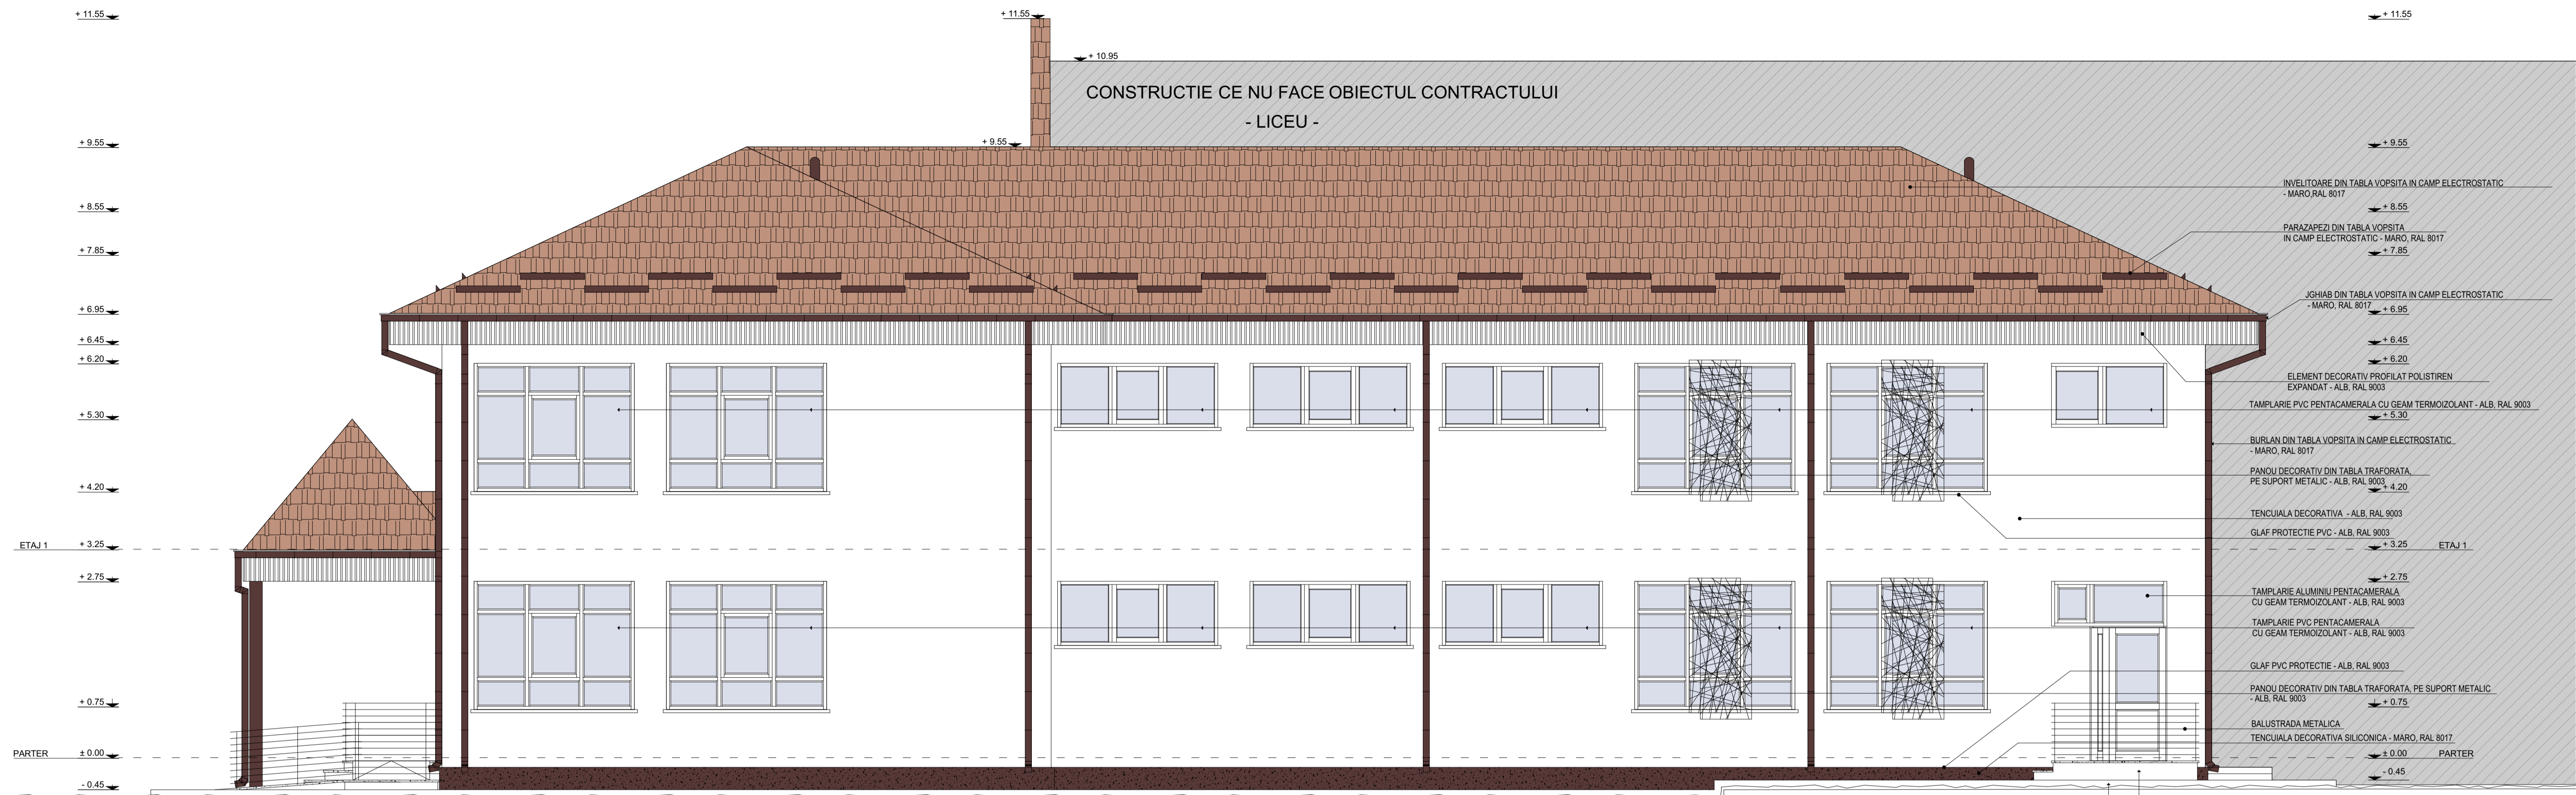 + 11.55
+ 11.55
+ 11.55
+ 10.95
CONSTRUCTIE CE NU FACE OBIECTUL CONTRACTULUI
- LICEU -
+ 9.55
+ 9.55
+ 9.55
INVELITOARE DIN TABLA VOPSITA IN CAMP ELECTROSTATIC
- MARO,RAL 8017
+ 8.55
+ 8.55
PARAZAPEZI DIN TABLA VOPSITA
IN CAMP ELECTROSTATIC - MARO, RAL 8017
+ 7.85
+ 7.85
JGHIAB DIN TABLA VOPSITA IN CAMP ELECTROSTATIC
- MARO, RAL 8017
+ 6.95
+ 6.95
+ 6.45
+ 6.45
+ 6.20
+ 6.20
ELEMENT DECORATIV PROFILAT POLISTIREN
EXPANDAT - ALB, RAL 9003
TAMPLARIE PVC PENTACAMERALA CU GEAM TERMOIZOLANT - ALB, RAL 9003
+ 5.30
+ 5.30
BURLAN DIN TABLA VOPSITA IN CAMP ELECTROSTATIC
- MARO, RAL 8017
PANOU DECORATIV DIN TABLA TRAFORATA,
PE SUPORT METALIC - ALB, RAL 9003
+ 4.20
+ 4.20
TENCUIALA DECORATIVA - ALB, RAL 9003
GLAF PROTECTIE PVC - ALB, RAL 9003
ETAJ 1
+ 3.25
+ 3.25
ETAJ 1
+ 2.75
+ 2.75
TAMPLARIE ALUMINIU PENTACAMERALA
CU GEAM TERMOIZOLANT - ALB, RAL 9003
TAMPLARIE PVC PENTACAMERALA
CU GEAM TERMOIZOLANT - ALB, RAL 9003
GLAF PVC PROTECTIE - ALB, RAL 9003
PANOU DECORATIV DIN TABLA TRAFORATA, PE SUPORT METALIC
- ALB, RAL 9003
+ 0.75
+ 0.75
BALUSTRADA METALICA
TENCUIALA DECORATIVA SILICONICA - MARO, RAL 8017
PARTER
± 0.00
± 0.00
PARTER
- 0.45
- 0.45